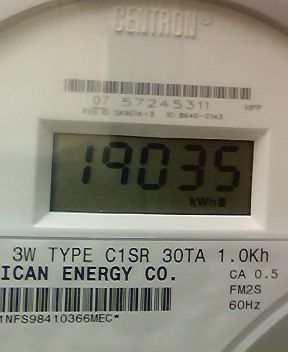 CENTRON
07 57245311 HPP
19035
kWh
3W TYPE C1SR 30TA 1.0Kh
ICAN ENERGY CO. CA 0.5
FM2S
60Hz
1NFS98410366MEC*